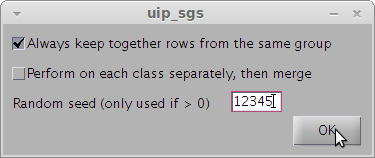 uip_sgs
Always keep together rows from the same group
Perform on each class separately, then merge
Random seed (only used if > 0) 12345
OK